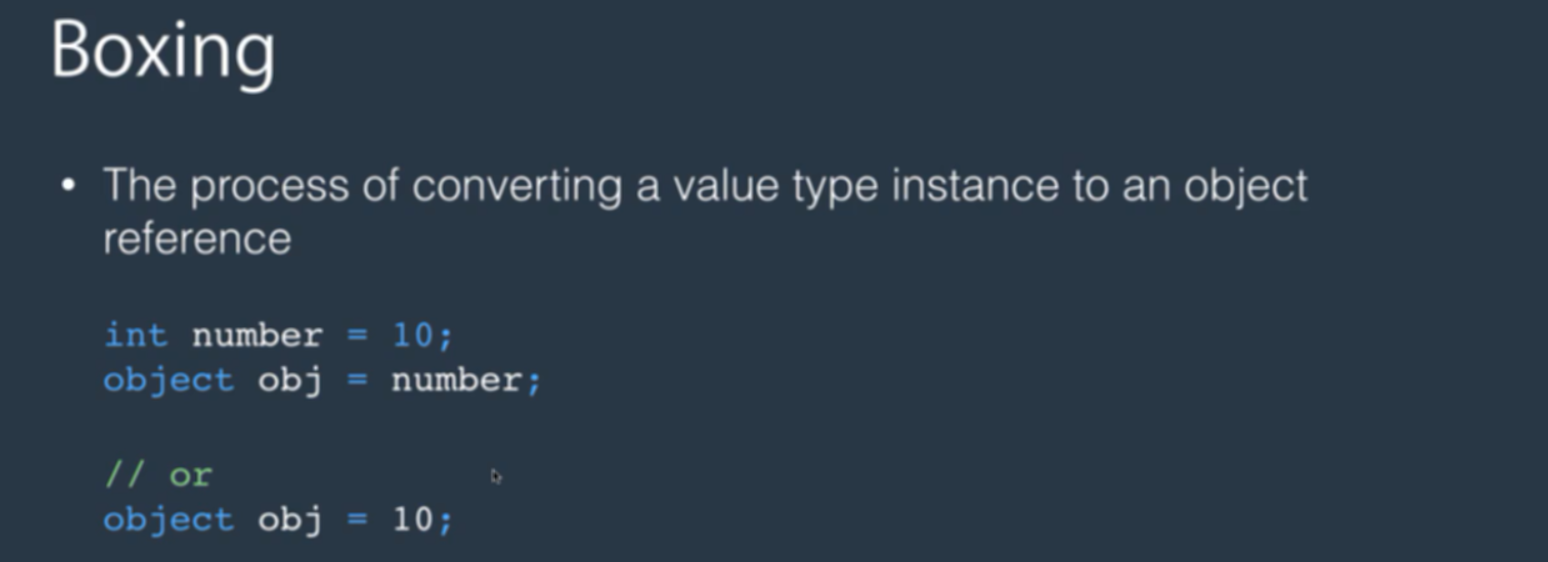 Boxing
• The process of converting a value type instance to an object
reference
int number = 10;
object obj = number;
// or
object obj = 10;